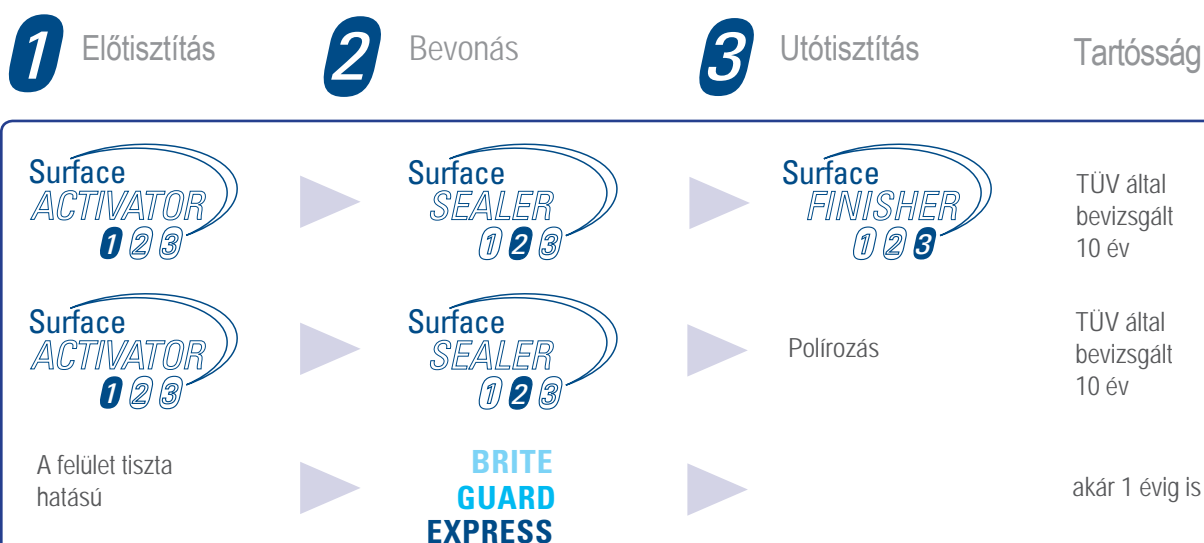 1 Előtisztítás
2 Bevonás
3 Utótisztítás
Tartósság
Surface
ACTIVATOR
1 2 3
Surface
SEALER
1 2 3
Surface
FINISHER
1 2 3
TÜV által
bevizsgált
10 év
Surface
ACTIVATOR
1 2 3
Surface
SEALER
1 2 3
Polírozás
TÜV által
bevizsgált
10 év
A felület tiszta
hatású
BRITE
GUARD
EXPRESS
akár 1 évig is